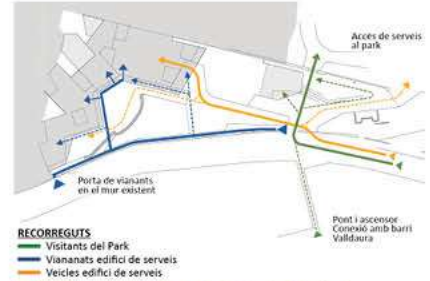 Accés de serveis
al park
Porta de vianants
en el mur existent
Pont i ascensor
Conexió amb barri
Valldaura
RECORREGUTS
Visitants del Park
Viananats edifici de serveis
Veicles edifici de serveis